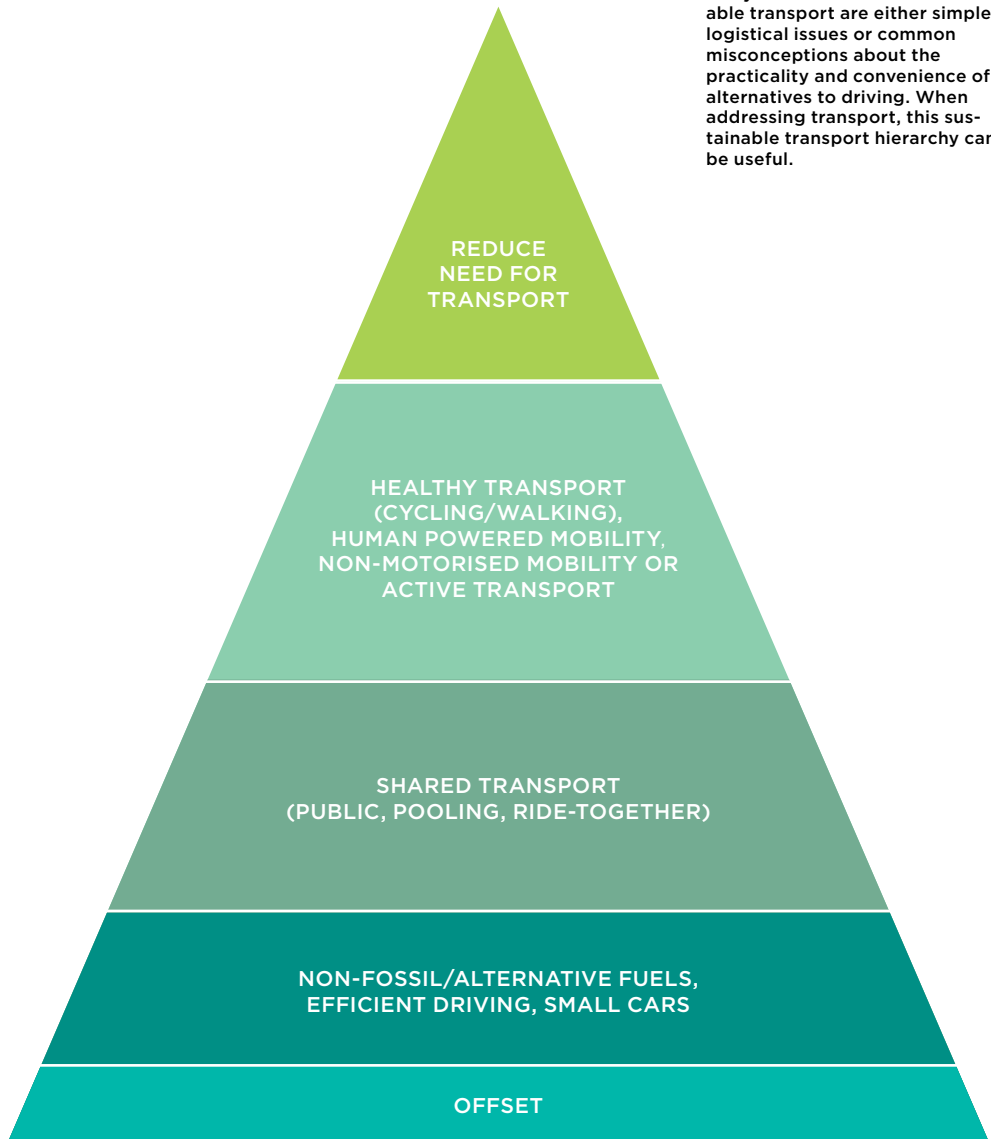 able transport are either simple
logistical issues or common
misconceptions about the
practicality and convenience of
alternatives to driving. When
addressing transport, this sus-
tainable transport hierarchy can
be useful.
REDUCE
NEED FOR
TRANSPORT
HEALTHY TRANSPORT
(CYCLING/WALKING),
HUMAN POWERED MOBILITY,
NON-MOTORISED MOBILITY OR
ACTIVE TRANSPORT
SHARED TRANSPORT
(PUBLIC, POOLING, RIDE-TOGETHER)
NON-FOSSIL/ALTERNATIVE FUELS,
EFFICIENT DRIVING, SMALL CARS
OFFSET